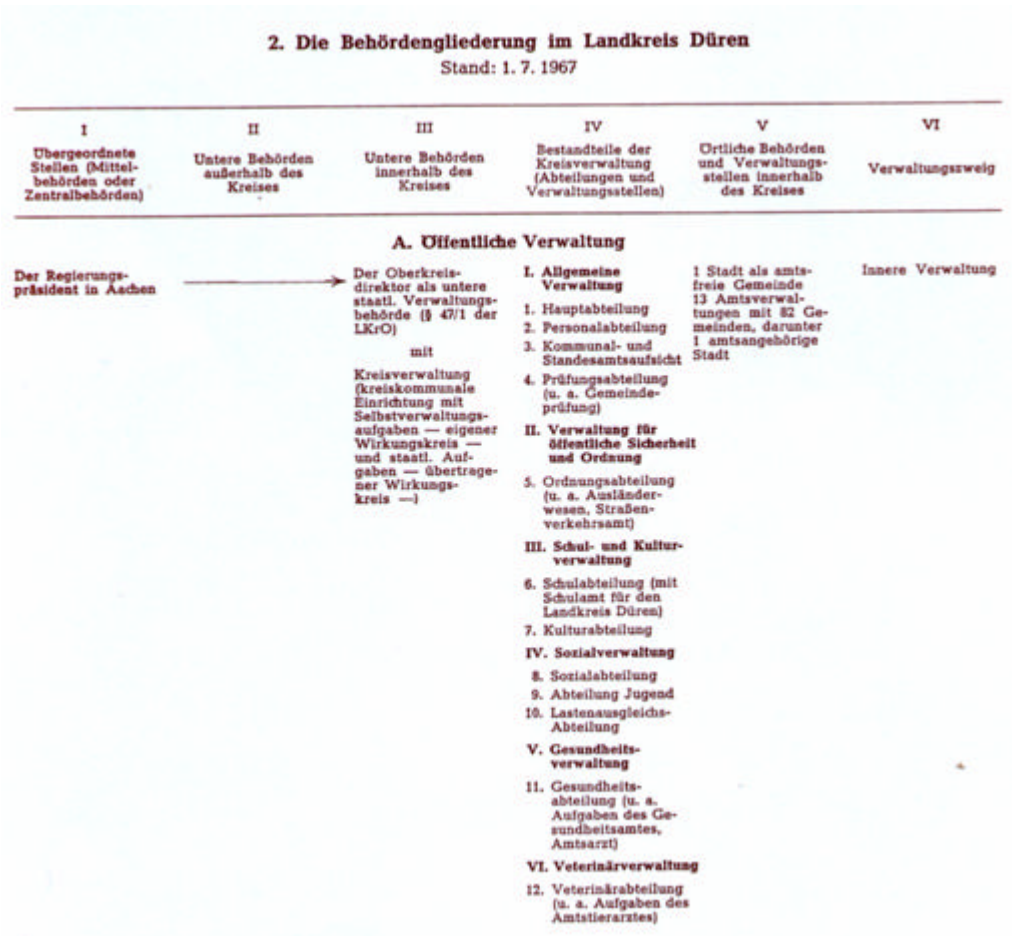 2. Die Behördengliederung im Landkreis Düren
Stand: 1. 7. 1967
I
Übergeordnete
Stellen (Mittel-
behörden oder
Zentralbehörden)
II
Untere Behörden
außerhalb des
Kreises
III
Untere Behörden
innerhalb des
Kreises
IV
Bestandteile der
Kreisverwaltung
(Abteilungen und
Verwaltungsstellen)
V
Örtliche Behörden
und Verwaltungs-
stellen innerhalb
des Kreises
VI
Verwaltungszweig
A. Öffentliche Verwaltung
Der Regierungs-
präsident in Aachen
Der Oberkreis-
direktor als untere
staatl. Verwaltungs-
behörde (§ 47/1 der
LKrO)
mit
Kreisverwaltung
(kreiskommunale
Einrichtung mit
Selbstverwaltungs-
aufgaben — eigener
Wirkungskreis —
und staatl. Auf-
gaben — übertrage-
ner Wirkungs-
kreis —)
I. Allgemeine
Verwaltung
1. Hauptabteilung
2. Personalabteilung
3. Kommunal- und
Standesamtsaufsicht
4. Prüfungsabteilung
(u. a. Gemeinde-
prüfung)
II. Verwaltung für
öffentliche Sicherheit
und Ordnung
5. Ordnungsabteilung
(u. a. Ausländer-
wesen, Straßen-
verkehrsamt)
III. Schul- und Kultur-
verwaltung
6. Schulabteilung (mit
Schulamt für den
Landkreis Düren)
7. Kulturabteilung
IV. Sozialverwaltung
8. Sozialabteilung
9. Abteilung Jugend
10. Lastenausgleichs-
Abteilung
V. Gesundheits-
verwaltung
11. Gesundheits-
abteilung (u. a.
Aufgaben des Ge-
sundheitsamtes,
Amtsarzt)
VI. Veterinärverwaltung
12. Veterinärabteilung
(u. a. Aufgaben des
Amtstierarztes)
1 Stadt als amts-
freie Gemeinde
13 Amtsverwal-
tungen mit 82 Ge-
meinden, darunter
1 amtsangehörige
Stadt
Innere Verwaltung